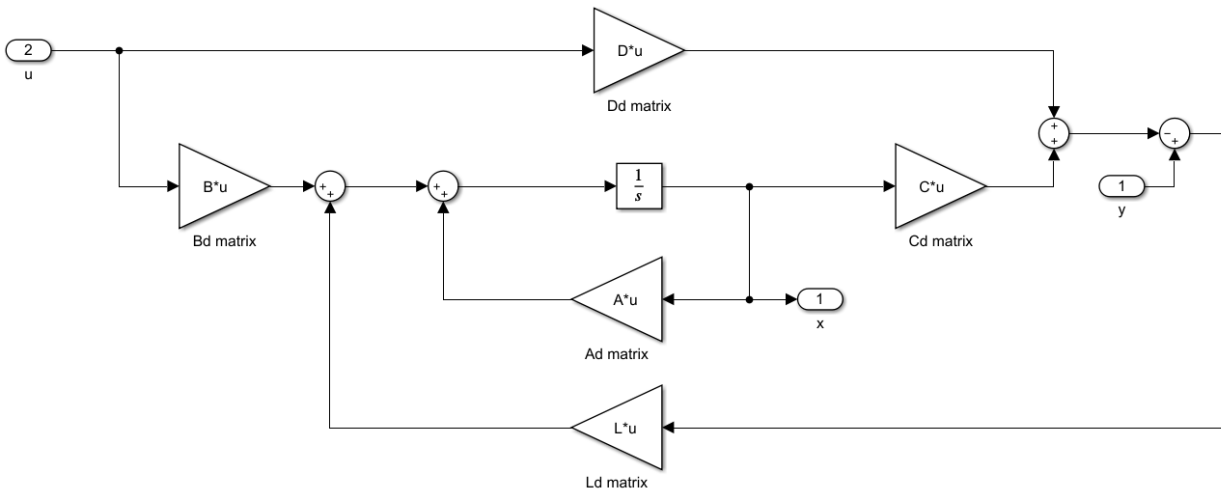 2
u
D*u
Dd matrix
+
+
−
+
B*u
Bd matrix
+
+
+
+
1
s
C*u
Cd matrix
1
y
A*u
Ad matrix
1
x
L*u
Ld matrix